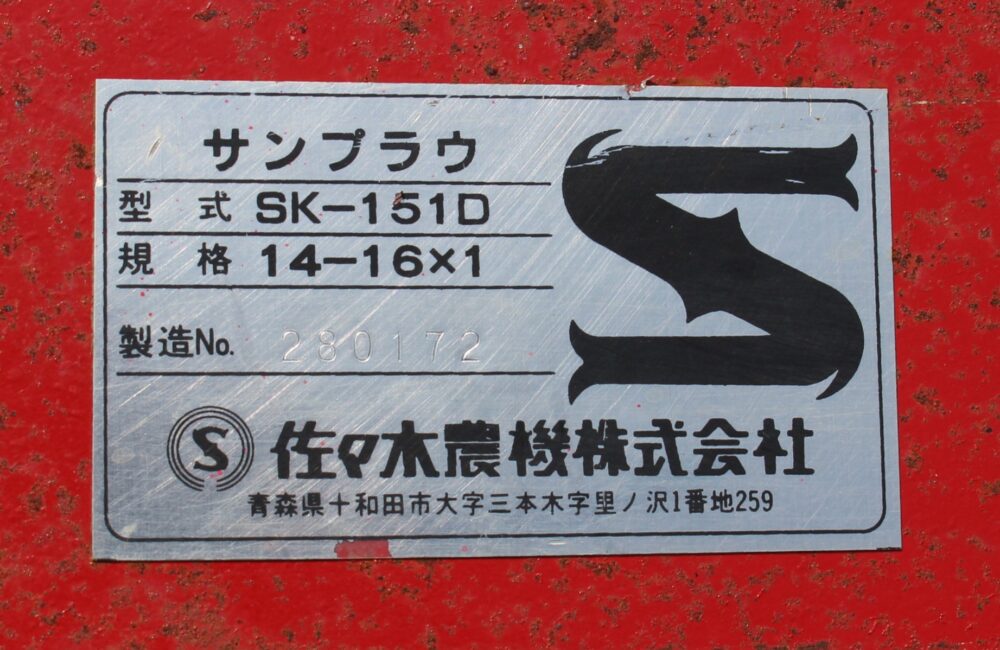 サンプラウ
型式 SK-151D
規格 14-16×1
製造No. 280172
S 佐々木農機株式会社
青森県十和田市大字三本木字里ノ沢1番地259